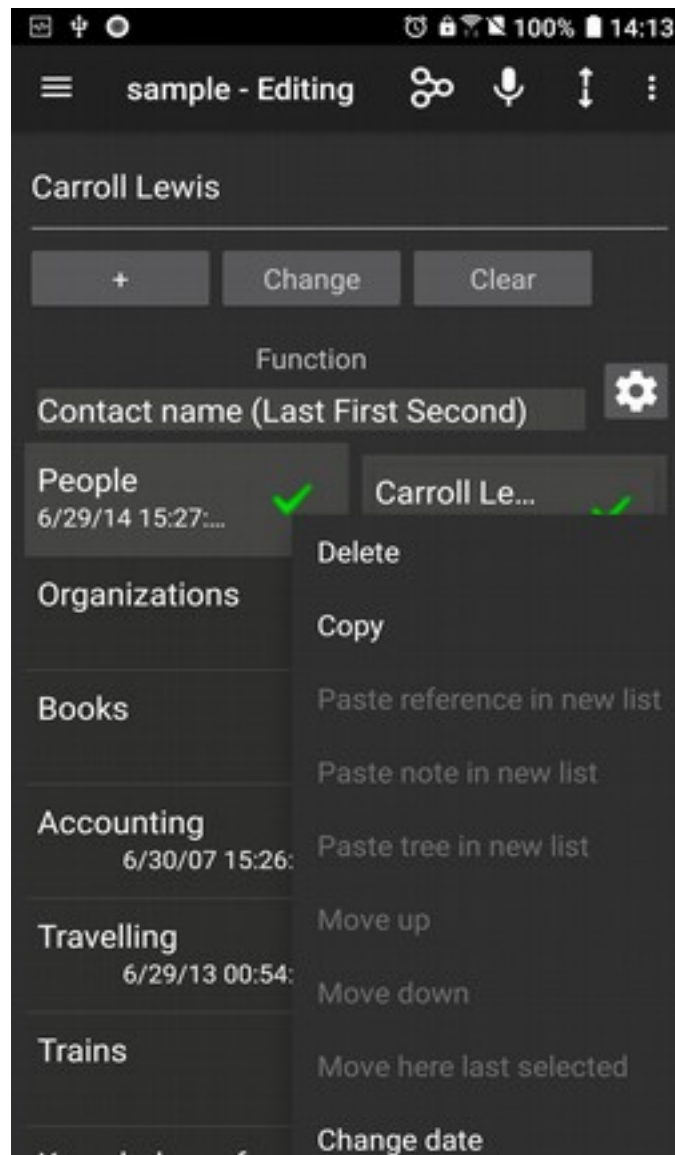 100% 14:13
sample - Editing
Carroll Lewis
+ Change Clear
Function
Contact name (Last First Second)
People
6/29/14 15:27:...
Carroll Le...
Organizations
Books
Accounting
6/30/07 15:26:
Travelling
6/29/13 00:54:
Trains
Delete
Copy
Paste reference in new list
Paste note in new list
Paste tree in new list
Move up
Move down
Move here last selected
Change date